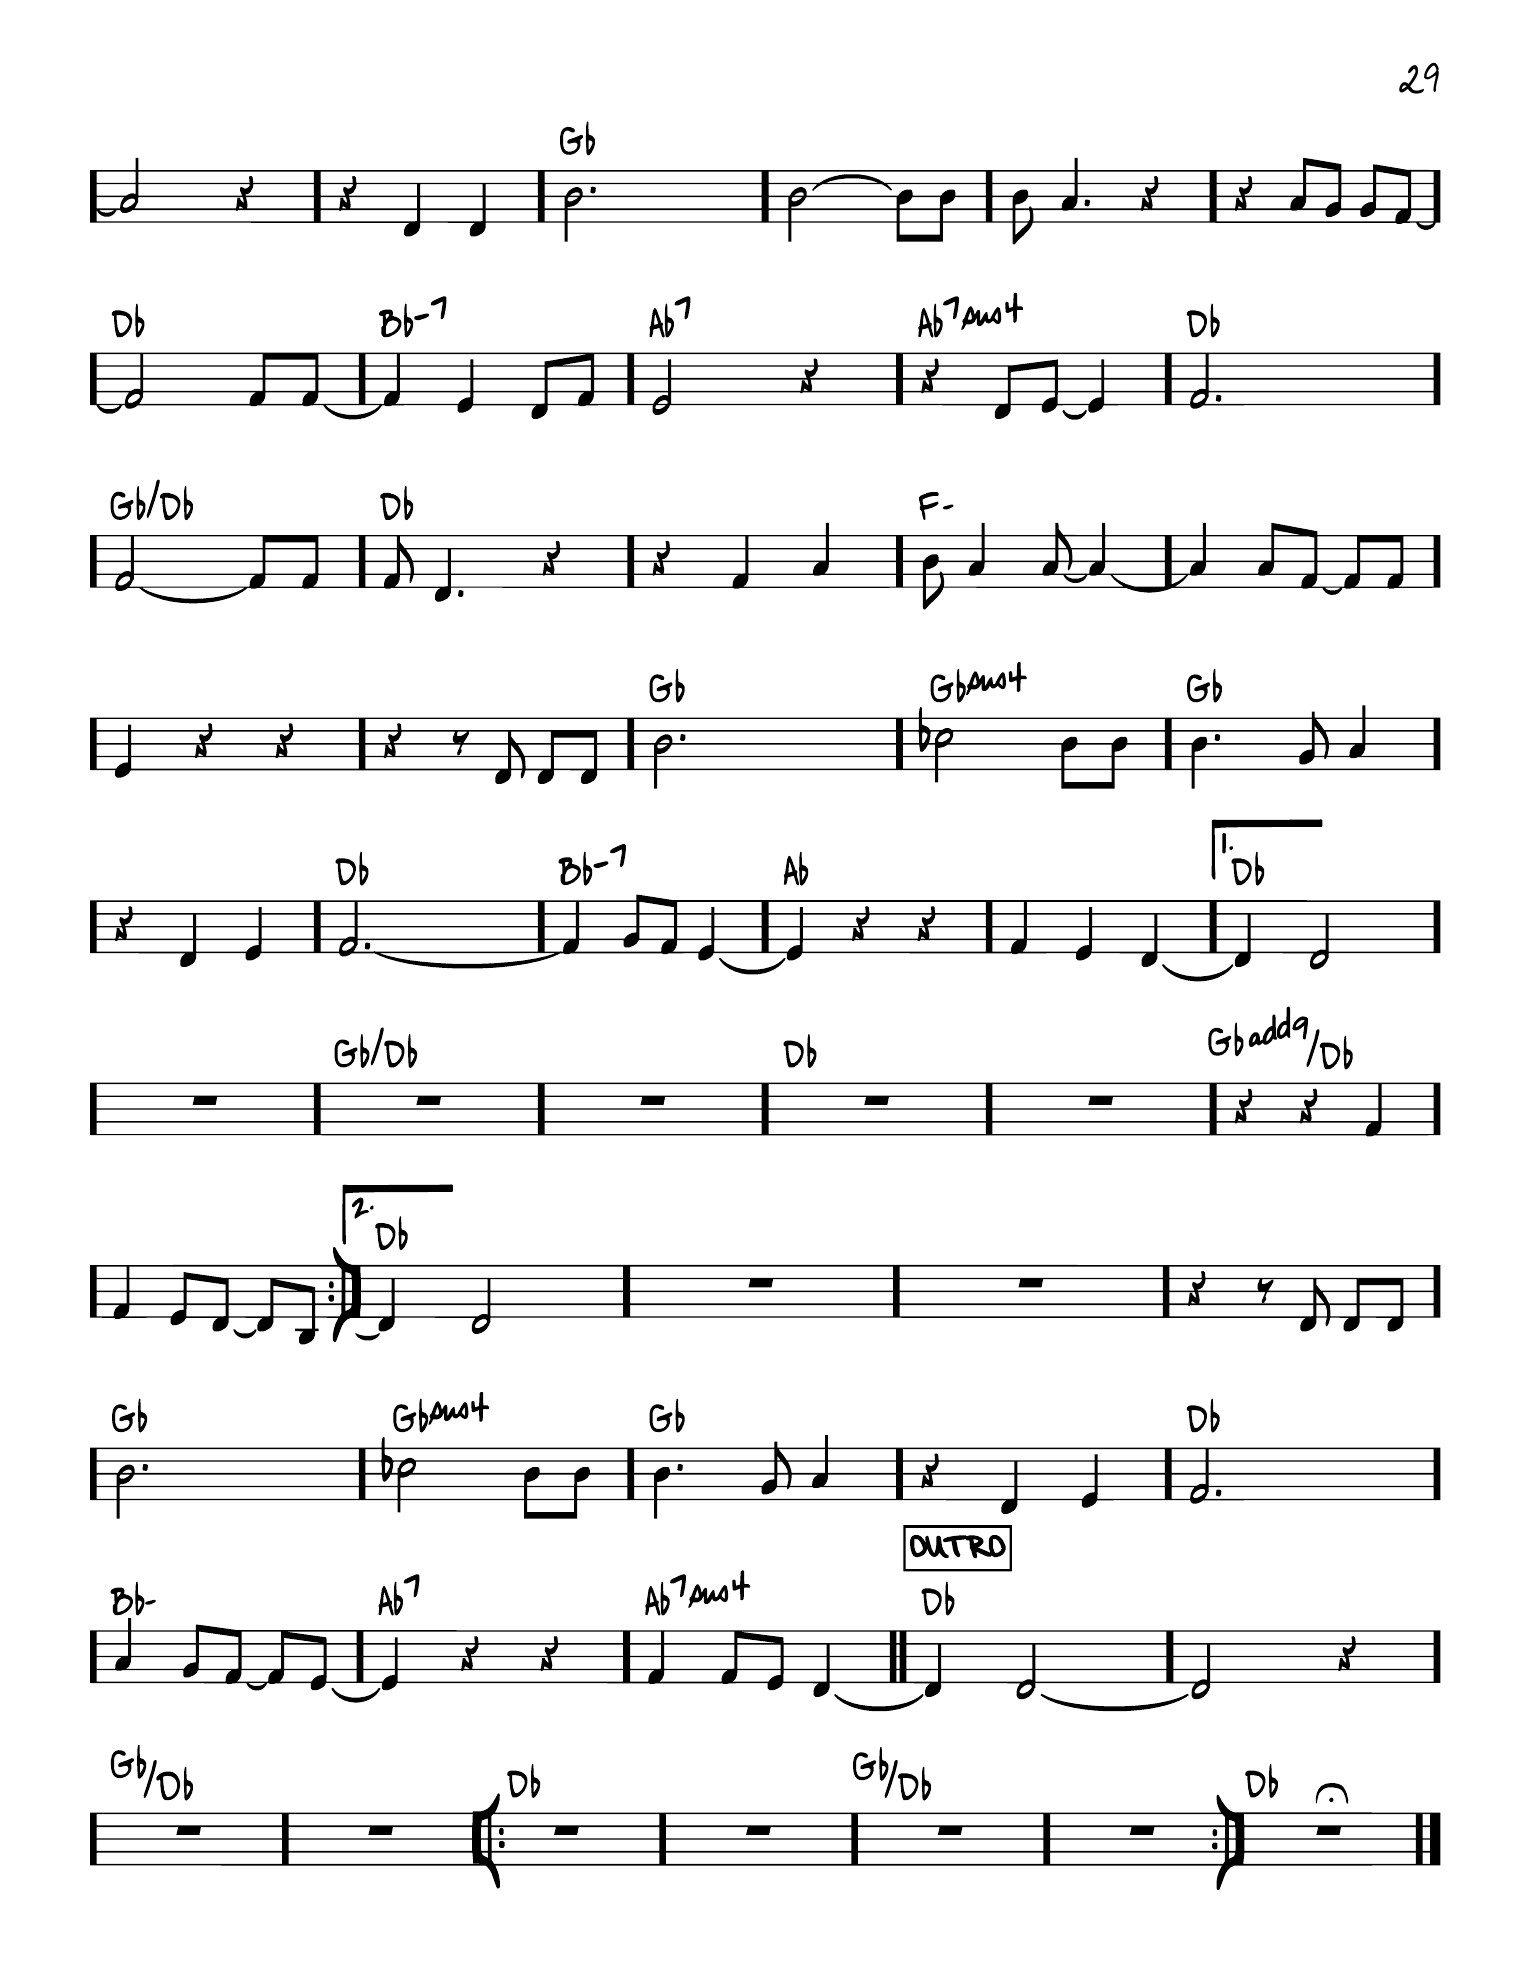 29
Gb
Db Bb-7 Ab7 Ab7sus4 Db
Gb/Db Db F-
Gb Gbsus4 Gb
1.
Db Bb-7 Ab Db
Gb/Db Db Gbadd9/Db
2.
Db
Gb Gbsus4 Gb Db
OUTRO
Bb- Ab7 Ab7sus4 Db
Gb/Db Db Gb/Db Db